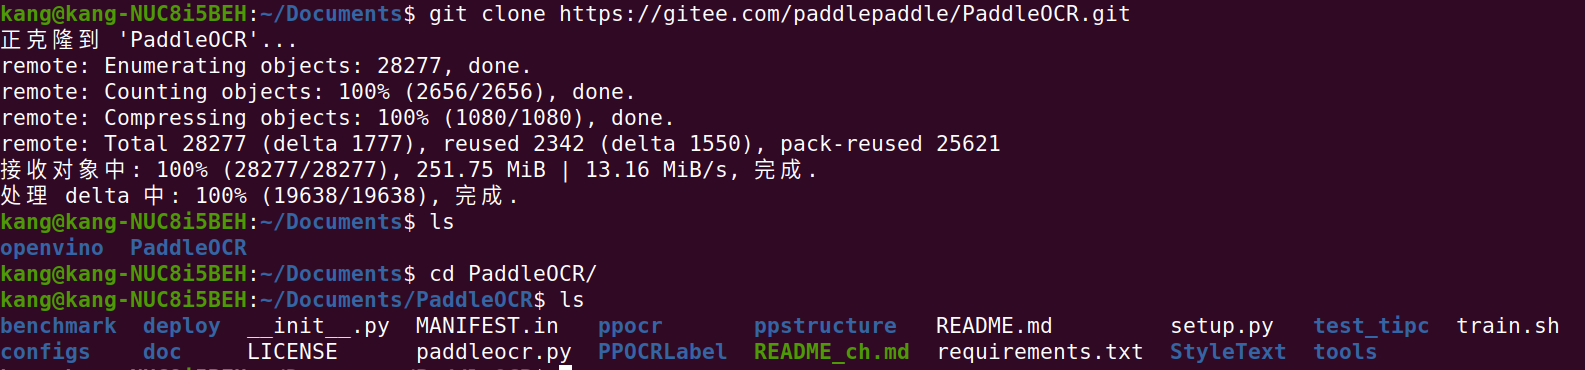 kang@kang-NUC8i5BEH:~/Documents$ git clone https://gitee.com/paddlepaddle/PaddleOCR.git
正克隆到 'PaddleOCR'...
remote: Enumerating objects: 28277, done.
remote: Counting objects: 100% (2656/2656), done.
remote: Compressing objects: 100% (1080/1080), done.
remote: Total 28277 (delta 1777), reused 2342 (delta 1550), pack-reused 25621
接收对象中: 100% (28277/28277), 251.75 MiB | 13.16 MiB/s, 完成.
处理 delta 中: 100% (19638/19638), 完成.
kang@kang-NUC8i5BEH:~/Documents$ ls
openvino  PaddleOCR
kang@kang-NUC8i5BEH:~/Documents$ cd PaddleOCR/
kang@kang-NUC8i5BEH:~/Documents/PaddleOCR$ ls
benchmark  deploy  __init__.py  MANIFEST.in  ppocr  ppstructure  README.md  setup.py  test_tipc  train.sh
configs  doc  LICENSE  paddleocr.py  PPOCRLabel  README_ch.md  requirements.txt  StyleText  tools